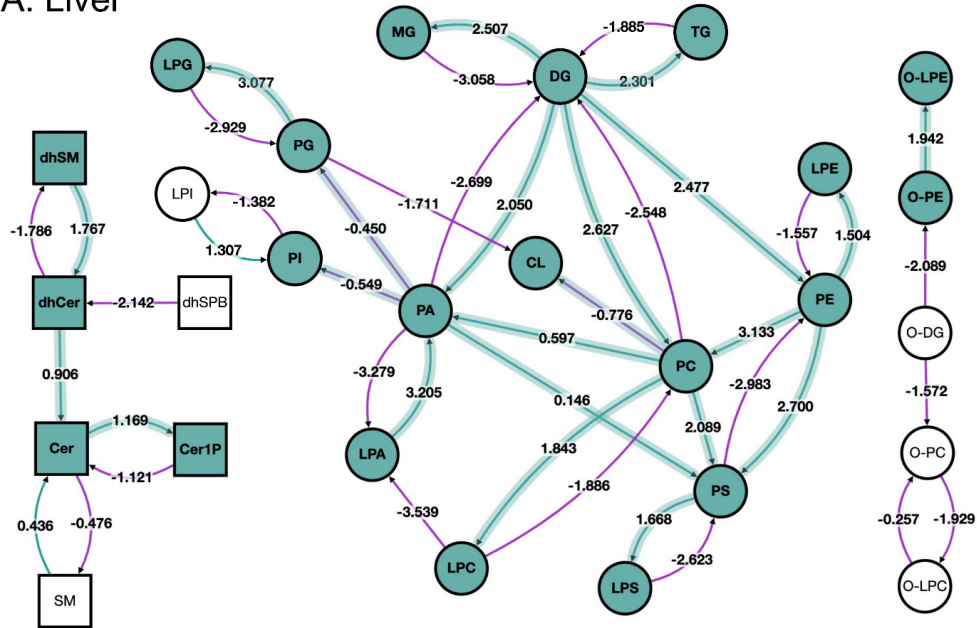 A. Liver
MG
2.507
-1.885
TG
LPG
3.077
-3.058
DG
2.301
O-LPE
-2.929
PG
1.942
dhSM
LPI
-1.382
-2.699
2.050
2.477
LPE
O-PE
-1.711
-2.548
-1.786
1.767
-0.450
2.627
-1.557
1.504
1.307
PI
CL
-2.089
-0.549
dhCer
-2.142
dhSPB
PA
-0.776
PE
0.597
3.133
O-DG
0.906
-3.279
PC
-2.983
3.205
0.146
-1.572
1.169
2.089
2.700
Cer
Cer1P
LPA
1.843
O-PC
-1.121
-1.886
PS
0.436
-0.476
-3.539
1.668
-0.257
-1.929
-2.623
LPC
LPS
O-LPC
SM